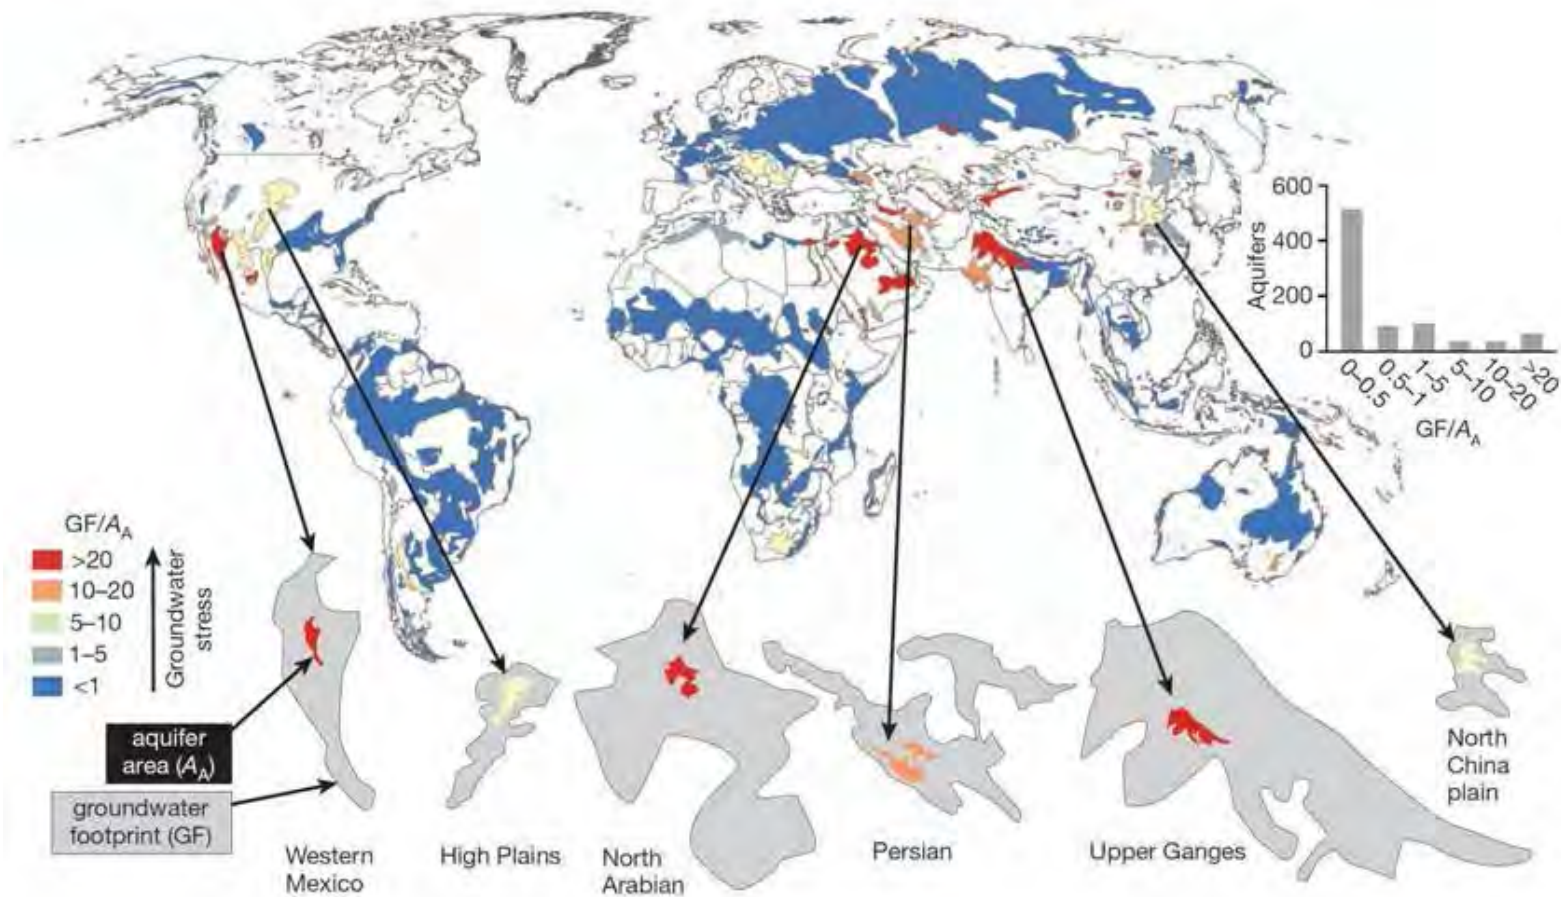 600
400
200
0
Aquifers
0–0.5
0.5–1
1–5
5–10
10–20
>20
GF/AA
GF/AA
>20
10–20
5–10
1–5
<1
Groundwater
stress
aquifer
area (AA)
groundwater
footprint (GF)
Western
Mexico
High Plains
North
Arabian
Persian
Upper Ganges
North
China
plain